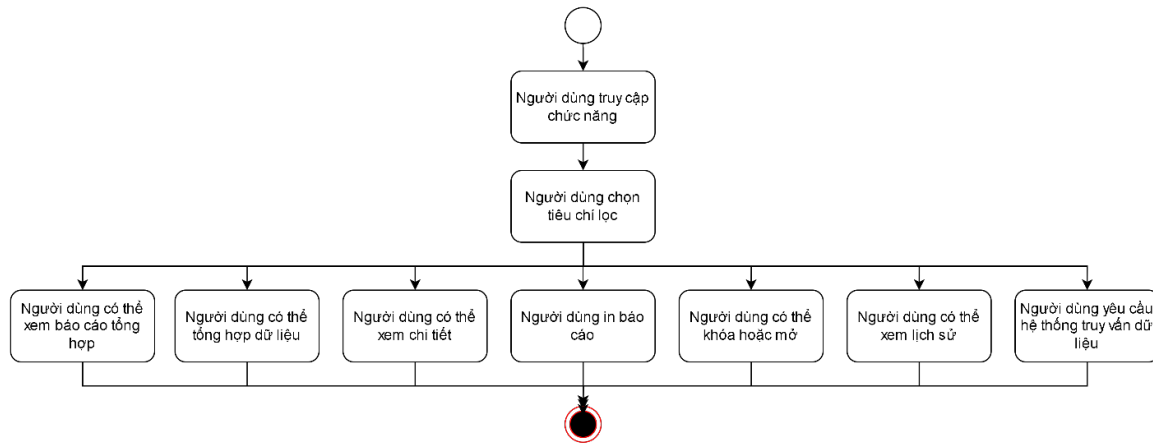 Người dùng truy cập
chức năng
Người dùng chọn
tiêu chí lọc
Người dùng có thể
xem báo cáo tổng
hợp
Người dùng có thể
tổng hợp dữ liệu
Người dùng có thể
xem chi tiết
Người dùng in báo
cáo
Người dùng có thể
khóa hoặc mở
Người dùng có thể
xem lịch sử
Người dùng yêu cầu
hệ thống truy vấn dữ
liệu